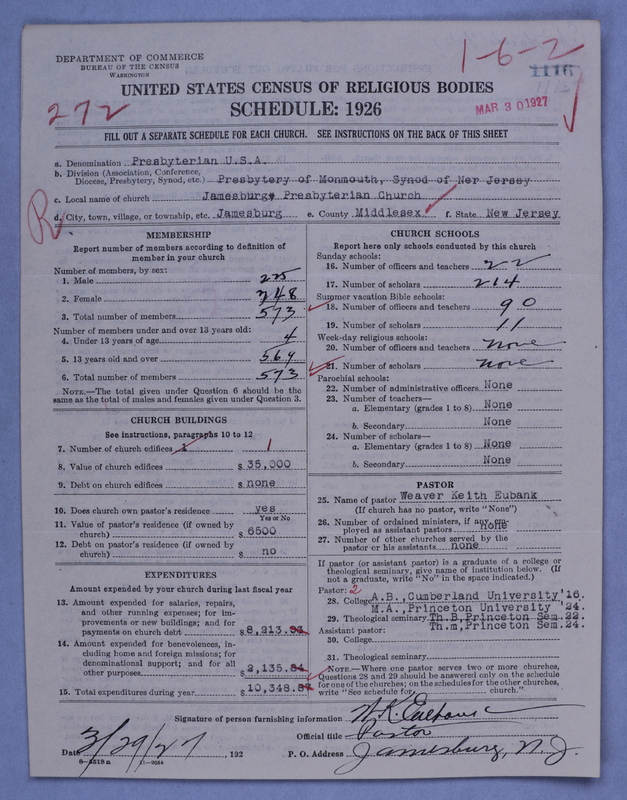 DEPARTMENT OF COMMERCE
BUREAU OF THE CENSUS
WASHINGTON
1-6-2
1116
272
UNITED STATES CENSUS OF RELIGIOUS BODIES
SCHEDULE: 1926
MAR 30 1927
FILL OUT A SEPARATE SCHEDULE FOR EACH CHURCH. SEE INSTRUCTIONS ON THE BACK OF THIS SHEET
a. Denomination Presbyterian U.S.A.
b. Division (Association, Conference, Diocese, Presbytery, Synod, etc.) Presbytery of Monmouth, Synod of Ner Jersey
c. Local name of church Jamesburg, Presbyterian Church
R
d. City, town, village, or township, etc. Jamesburg e. County Middlesex f. State New Jersey
MEMBERSHIP
Report number of members according to definition of
member in your church
Number of members, by sex:
1. Male 225
2. Female 348
3. Total number of members 573
Number of members under and over 13 years old:
4. Under 13 years of age 4
5. 13 years old and over 569
6. Total number of members 573
NOTE.—The total given under Question 6 should be the
same as the total of males and females given under Question 3.
CHURCH BUILDINGS
See instructions, paragraphs 10 to 12
7. Number of church edifices 1 1
8. Value of church edifices $ 35,000
9. Debt on church edifices $ none
10. Does church own pastor's residence yes
Yes or No
11. Value of pastor's residence (if owned by
church) $ 6500
12. Debt on pastor's residence (if owned by
church) $ no
EXPENDITURES
Amount expended by your church during last fiscal year
13. Amount expended for salaries, repairs,
and other running expenses; for im-
provements or new buildings; and for
payments on church debt $ 8,213.
14. Amount expended for benevolences, in-
cluding home and foreign missions; for
denominational support; and for all
other purposes $ 2,135.
15. Total expenditures during year $ 10,348.
CHURCH SCHOOLS
Report here only schools conducted by this church
Sunday schools:
16. Number of officers and teachers 22
17. Number of scholars 214
Summer vacation Bible schools:
18. Number of officers and teachers 90
19. Number of scholars 11
Week-day religious schools:
20. Number of officers and teachers none
21. Number of scholars none
Parochial schools:
22. Number of administrative officers None
23. Number of teachers—
a. Elementary (grades 1 to 8) None
b. Secondary None
24. Number of scholars—
a. Elementary (grades 1 to 8) None
b. Secondary None
PASTOR
25. Name of pastor Weaver Keith Eubank
(If church has no pastor, write "None")
26. Number of ordained ministers, if any, em-
ployed as assistant pastors none
27. Number of other churches served by the
pastor or his assistants none
If pastor (or assistant pastor) is a graduate of a college or
theological seminary, give name of institution below. (If
not a graduate, write "No" in the space indicated.)
Pastor: 2
28. College A.B., Cumberland University '16.
M.A., Princeton University '24.
29. Theological seminary Th.B, Princeton Sem. 22.
Assistant pastor: Th.m, Princeton Sem. 24.
30. College
31. Theological seminary
NOTE.—Where one pastor serves two or more churches,
Questions 28 and 29 should be answered only on the schedule
for one of the churches; on the schedules for the other churches,
write "See schedule for church."
Signature of person furnishing information W. K. Eubank
Official title Pastor
Date 3/29/27, 192 P. O. Address Jamesburg, N. J.
8-5518 a 11-9054